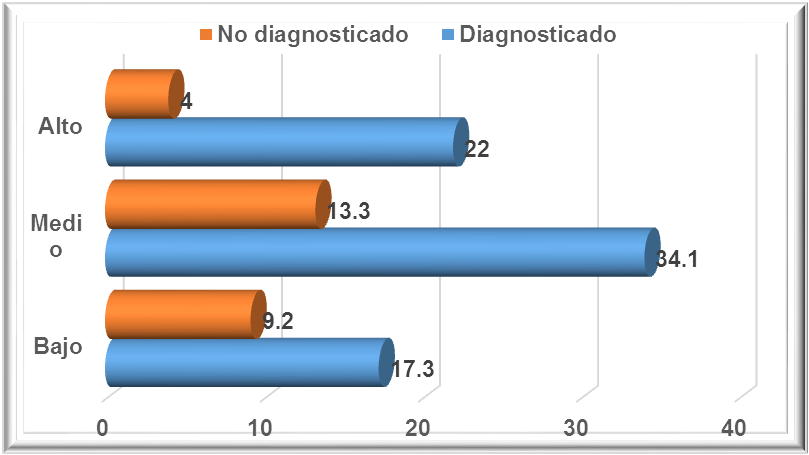 No diagnosticado
Diagnosticado
Alto
4
22
Medi
o
13.3
34.1
Bajo
9.2
17.3
0
10
20
30
40